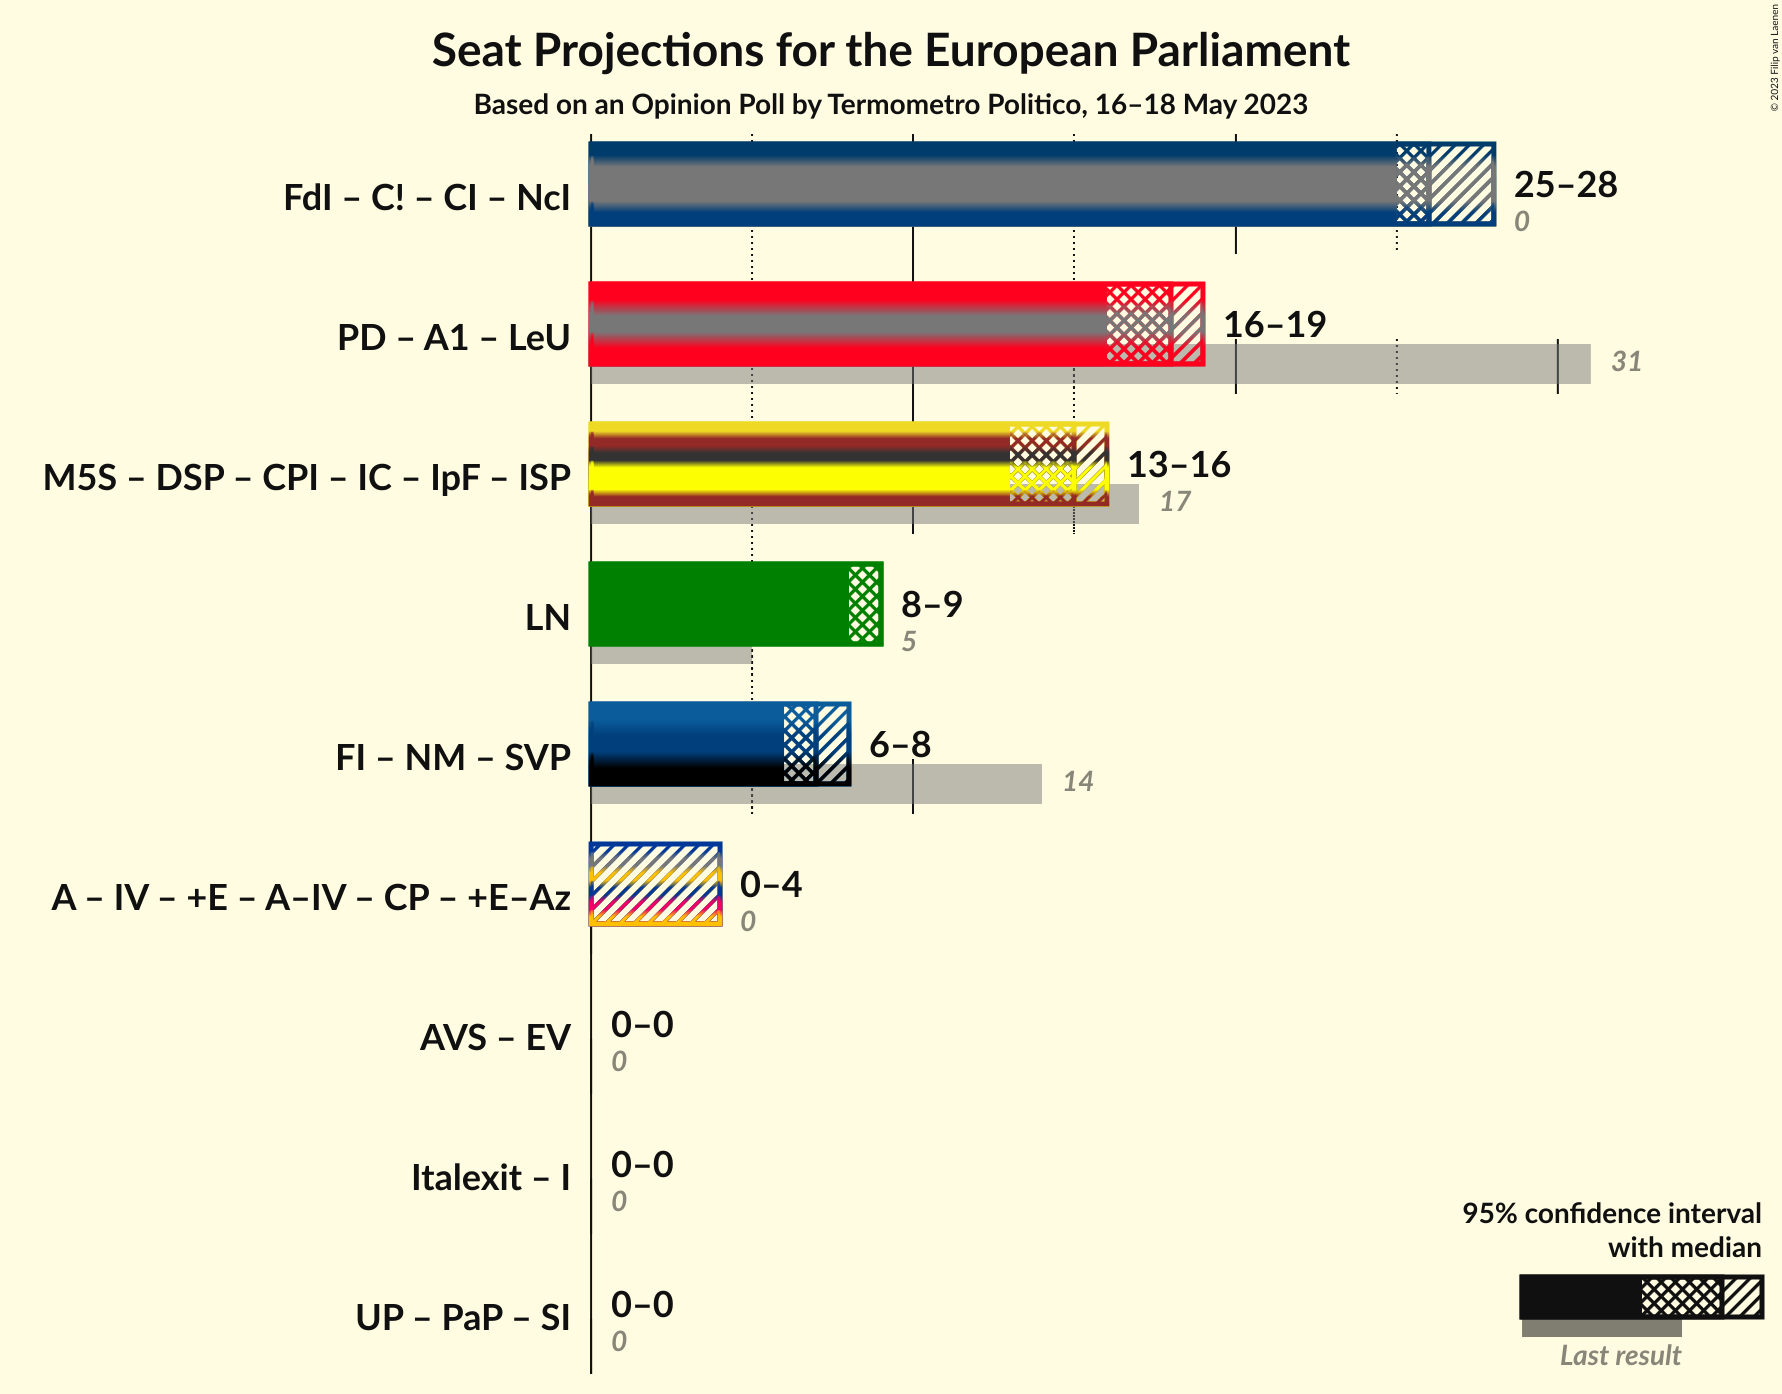 Seat Projections for the European Parliament
Based on an Opinion Poll by Termometro Politico, 16–18 May 2023
© 2023 Filip van Laenen
FdI – C! – CI – NcI
25–28
0
PD – A1 – LeU
16–19
31
M5S – DSP – CPI – IC – IpF – ISP
13–16
17
LN
8–9
5
FI – NM – SVP
6–8
14
A – IV – +E – A–IV – CP – +E–Az
0–4
0
AVS – EV
0–0
0
Italexit – I
0–0
0
UP – PaP – SI
0–0
0
95% confidence interval
with median
Last result